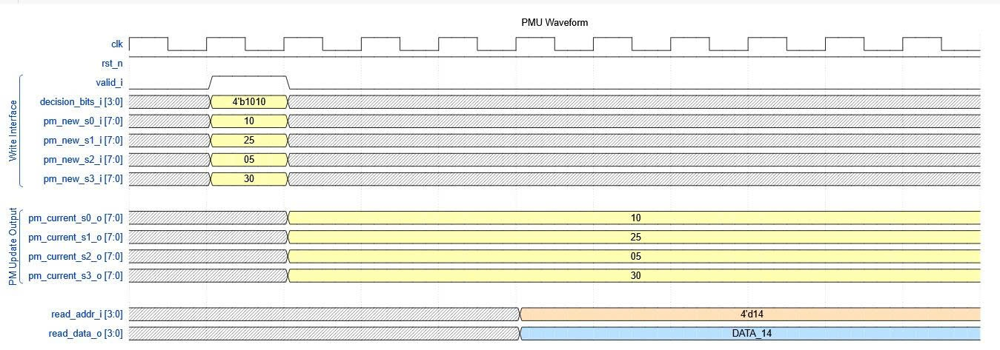 PMU Waveform
clk
rst_n
valid_i
decision_bits_i [3:0] 4'b1010
pm_new_s0_i [7:0] 10
pm_new_s1_i [7:0] 25
pm_new_s2_i [7:0] 05
pm_new_s3_i [7:0] 30
Write Interface
pm_current_s0_o [7:0] 10
pm_current_s1_o [7:0] 25
pm_current_s2_o [7:0] 05
pm_current_s3_o [7:0] 30
PM Update Output
read_addr_i [3:0] 4'd14
read_data_o [3:0] DATA_14